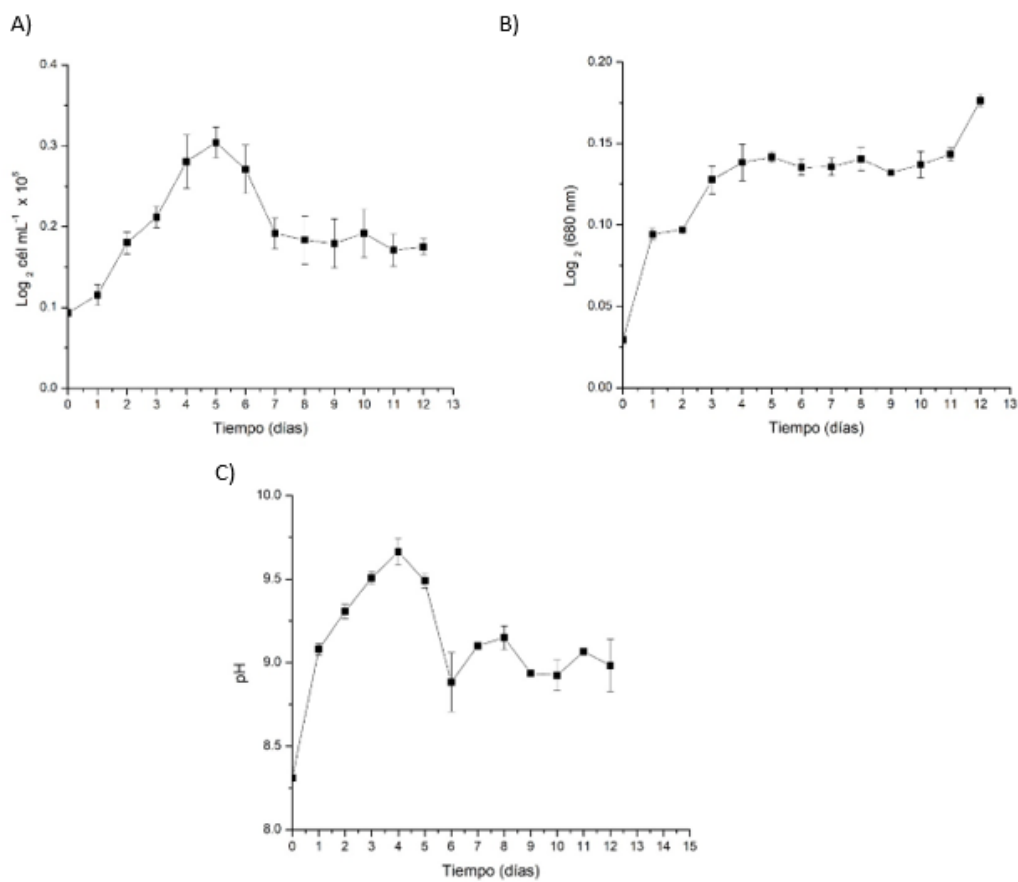 A)
0.4
0.3
0.2
0.1
0.0
Log 2 cél mL⁻¹ x 10⁵
0 1 2 3 4 5 6 7 8 9 10 11 12 13
Tiempo (días)
B)
0.20
0.15
0.10
0.05
0.00
Log 2 (680 nm)
0 1 2 3 4 5 6 7 8 9 10 11 12 13
Tiempo (días)
C)
10.0
9.5
9.0
8.5
8.0
pH
0 1 2 3 4 5 6 7 8 9 10 11 12 13 14 15
Tiempo (días)